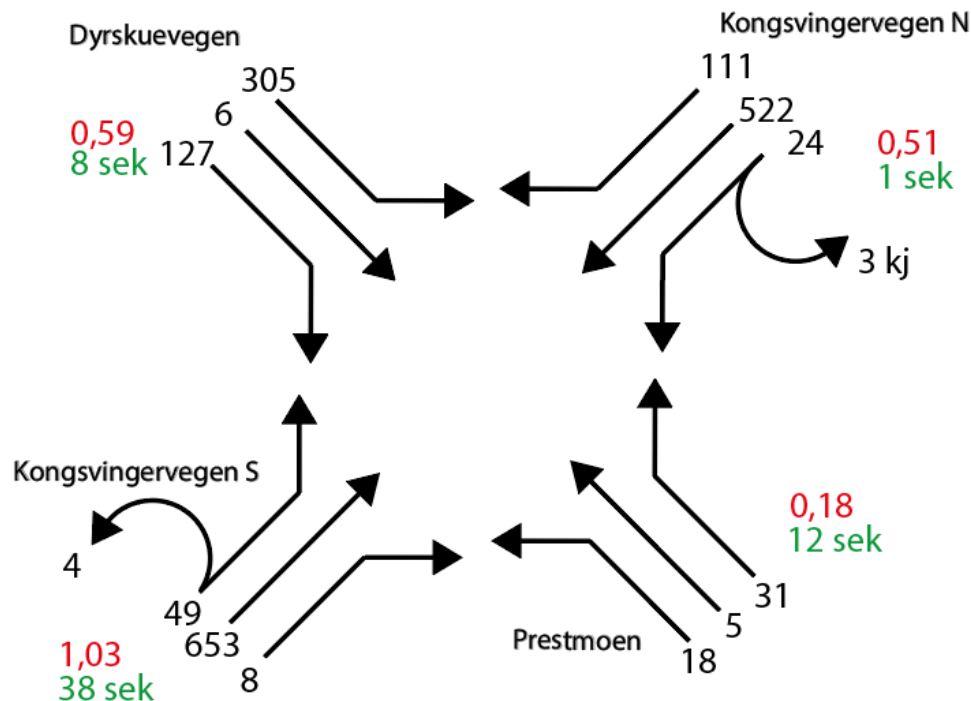 Dyrskuevegen
305
6
127
0,59
8 sek
Kongsvingervegen N
111
522
24
0,51
1 sek
3 kj
Kongsvingervegen S
4
49
653
8
1,03
38 sek
0,18
12 sek
31
5
18
Prestmoen